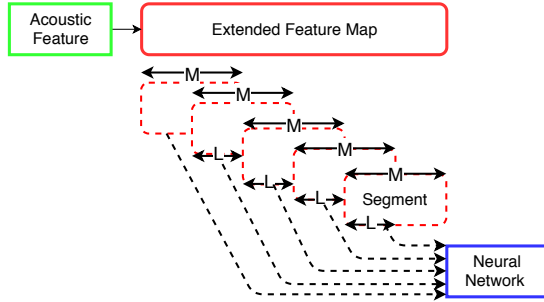 Acoustic
Feature
Extended Feature Map
M
M
M
M
L
M
L
Segment
L
L
Neural
Network